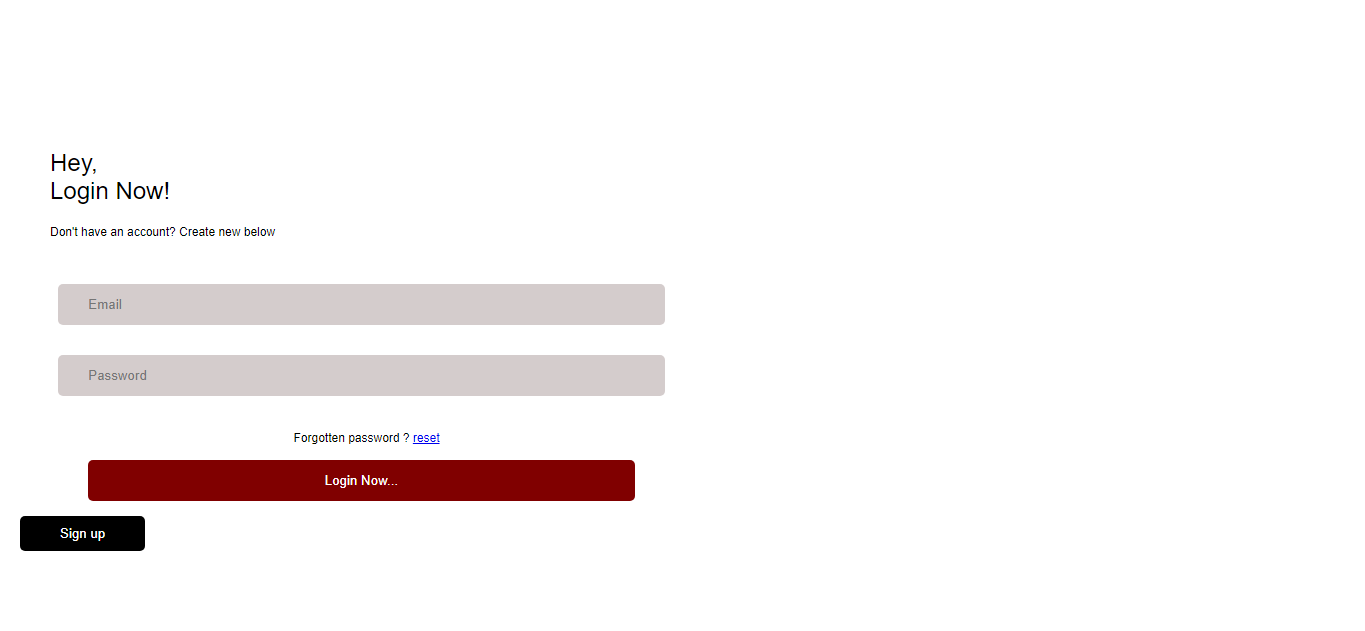 Hey,
Login Now!
Don't have an account? Create new below
Email
Password
Forgotten password ? reset
Login Now...
Sign up